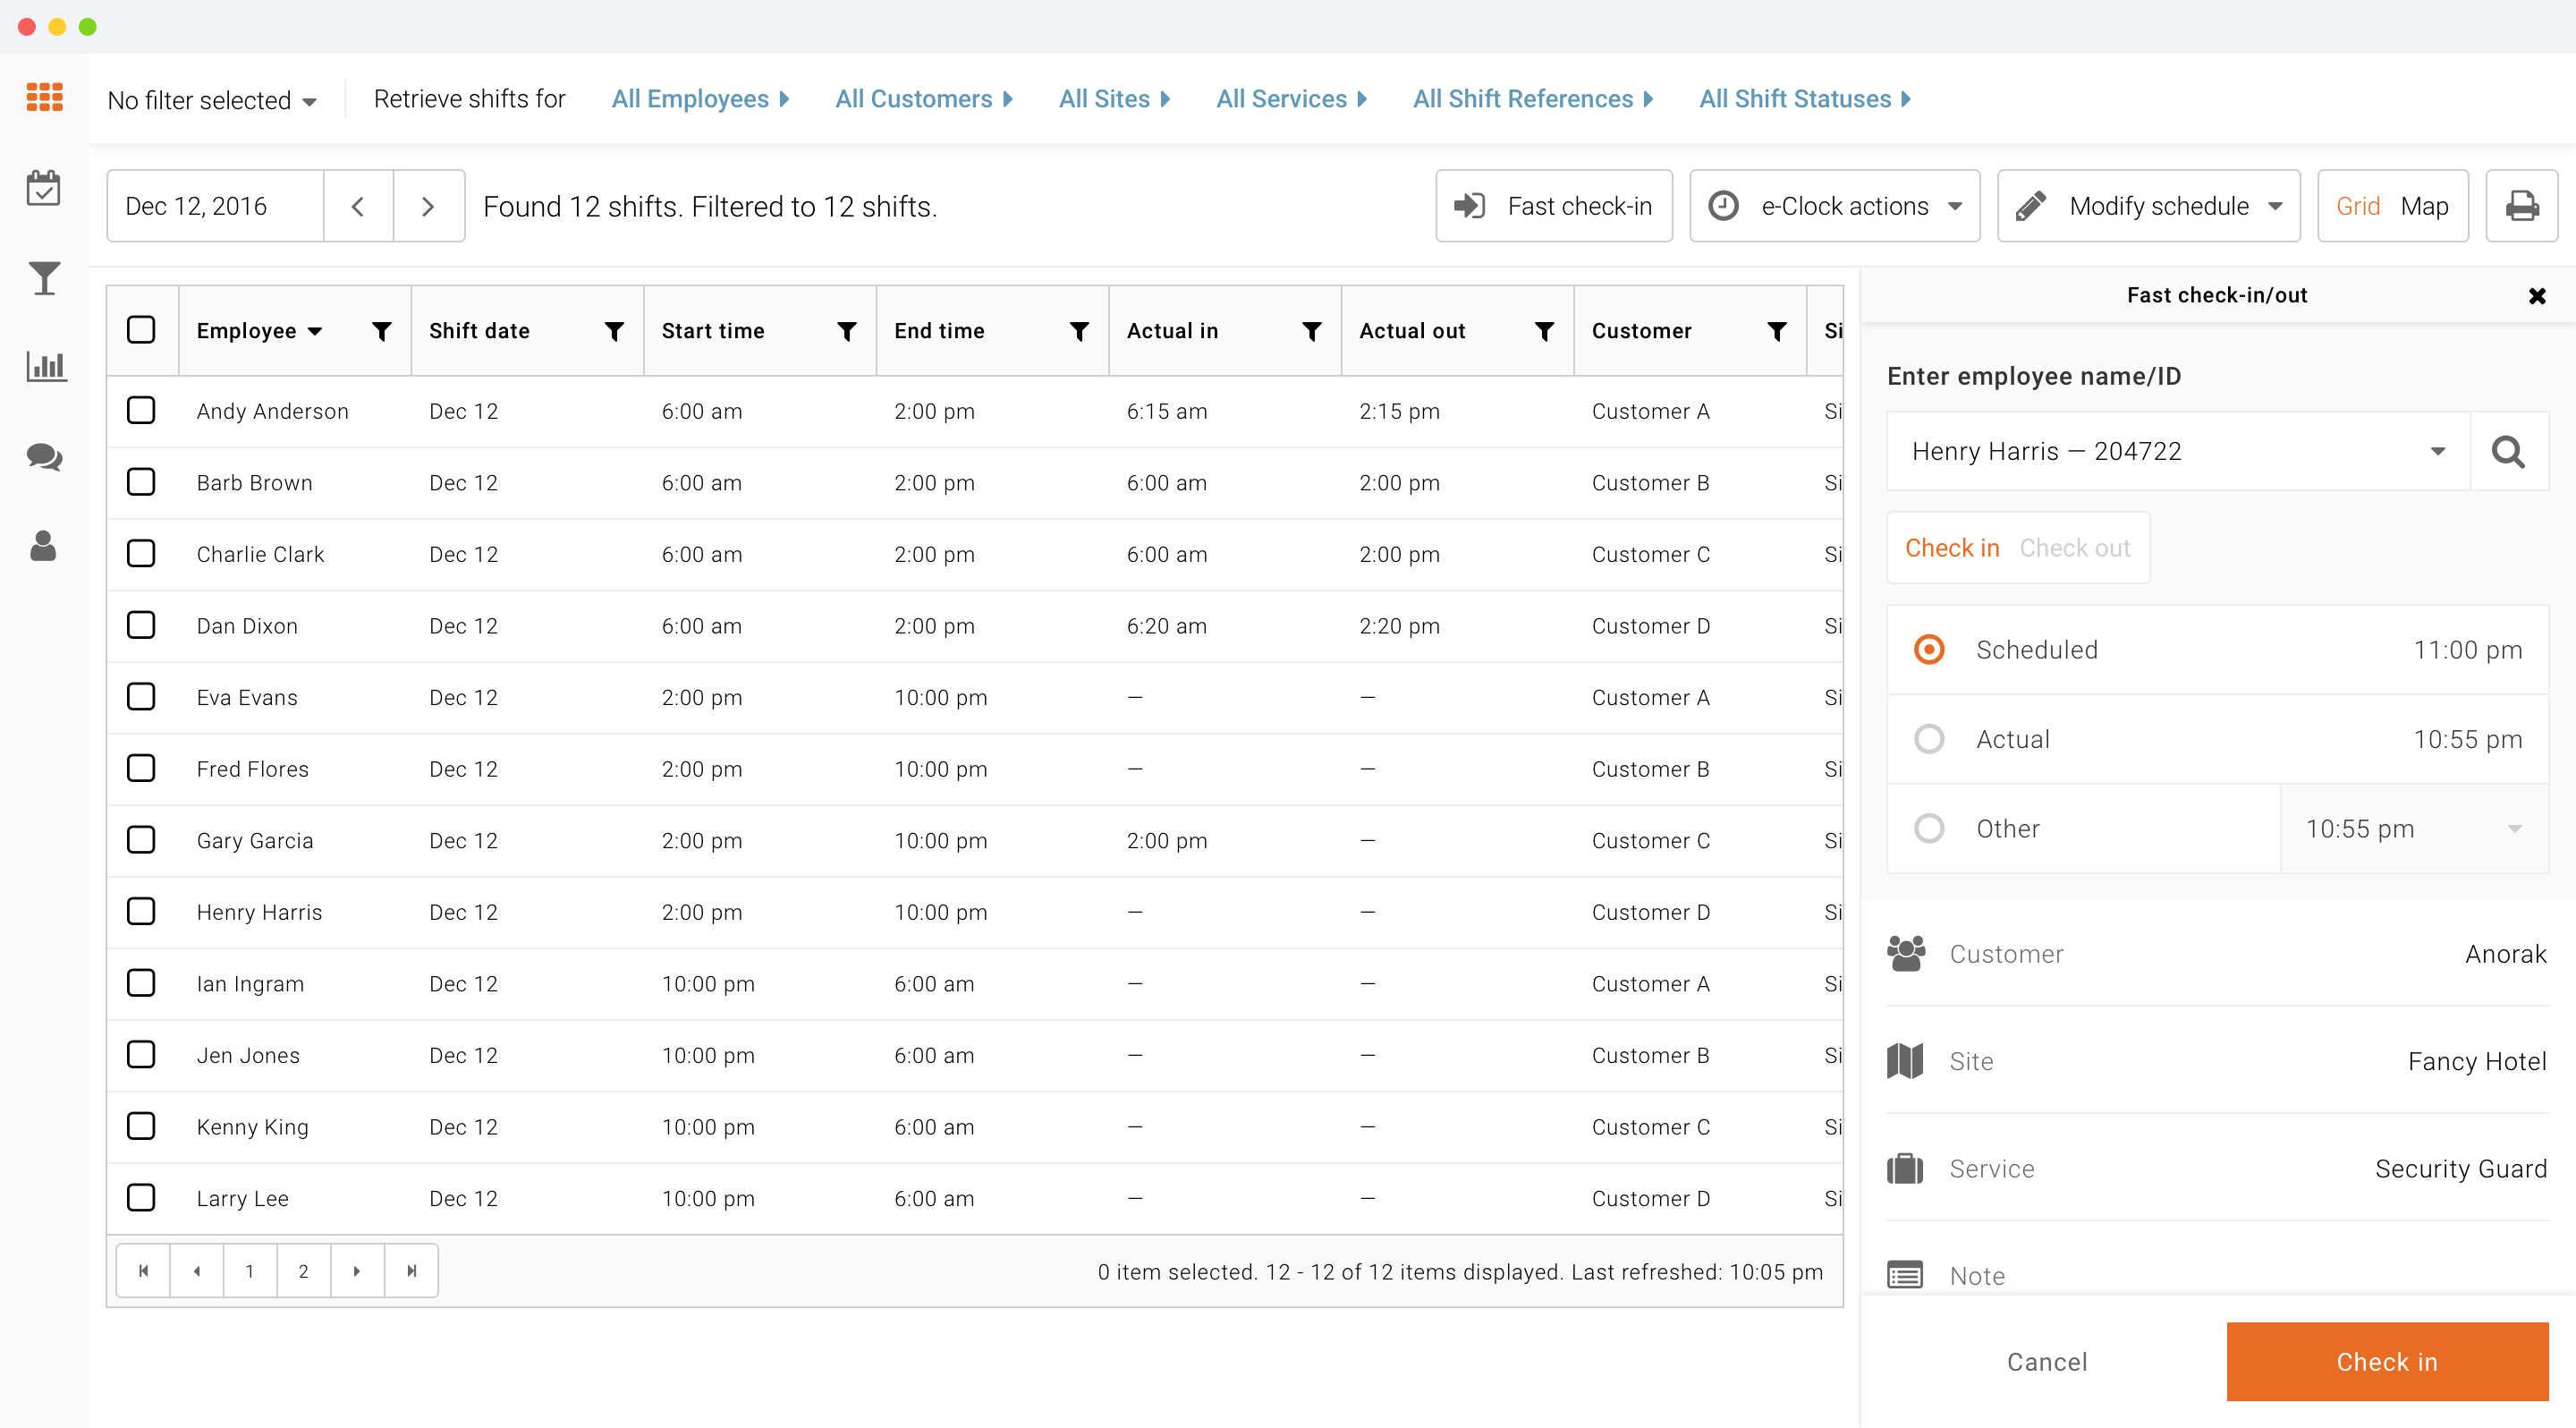 No filter selected Retrieve shifts for All Employees All Customers All Sites All Services All Shift References All Shift Statuses
Dec 12, 2016 Found 12 shifts. Filtered to 12 shifts. Fast check-in e-Clock actions Modify schedule Grid Map
Employee Shift date Start time End time Actual in Actual out Customer Si
Andy Anderson Dec 12 6:00 am 2:00 pm 6:15 am 2:15 pm Customer A Si
Barb Brown Dec 12 6:00 am 2:00 pm 6:00 am 2:00 pm Customer B Si
Charlie Clark Dec 12 6:00 am 2:00 pm 6:00 am 2:00 pm Customer C Si
Dan Dixon Dec 12 6:00 am 2:00 pm 6:20 am 2:20 pm Customer D Si
Eva Evans Dec 12 2:00 pm 10:00 pm — — Customer A Si
Fred Flores Dec 12 2:00 pm 10:00 pm — — Customer B Si
Gary Garcia Dec 12 2:00 pm 10:00 pm 2:00 pm — Customer C Si
Henry Harris Dec 12 2:00 pm 10:00 pm — — Customer D Si
Ian Ingram Dec 12 10:00 pm 6:00 am — — Customer A Si
Jen Jones Dec 12 10:00 pm 6:00 am — — Customer B Si
Kenny King Dec 12 10:00 pm 6:00 am — — Customer C Si
Larry Lee Dec 12 10:00 pm 6:00 am — — Customer D Si
1 2 0 item selected. 12 - 12 of 12 items displayed. Last refreshed: 10:05 pm
Fast check-in/out
Enter employee name/ID
Henry Harris — 204722
Check in Check out
Scheduled 11:00 pm
Actual 10:55 pm
Other 10:55 pm
Customer Anorak
Site Fancy Hotel
Service Security Guard
Note
Cancel Check in